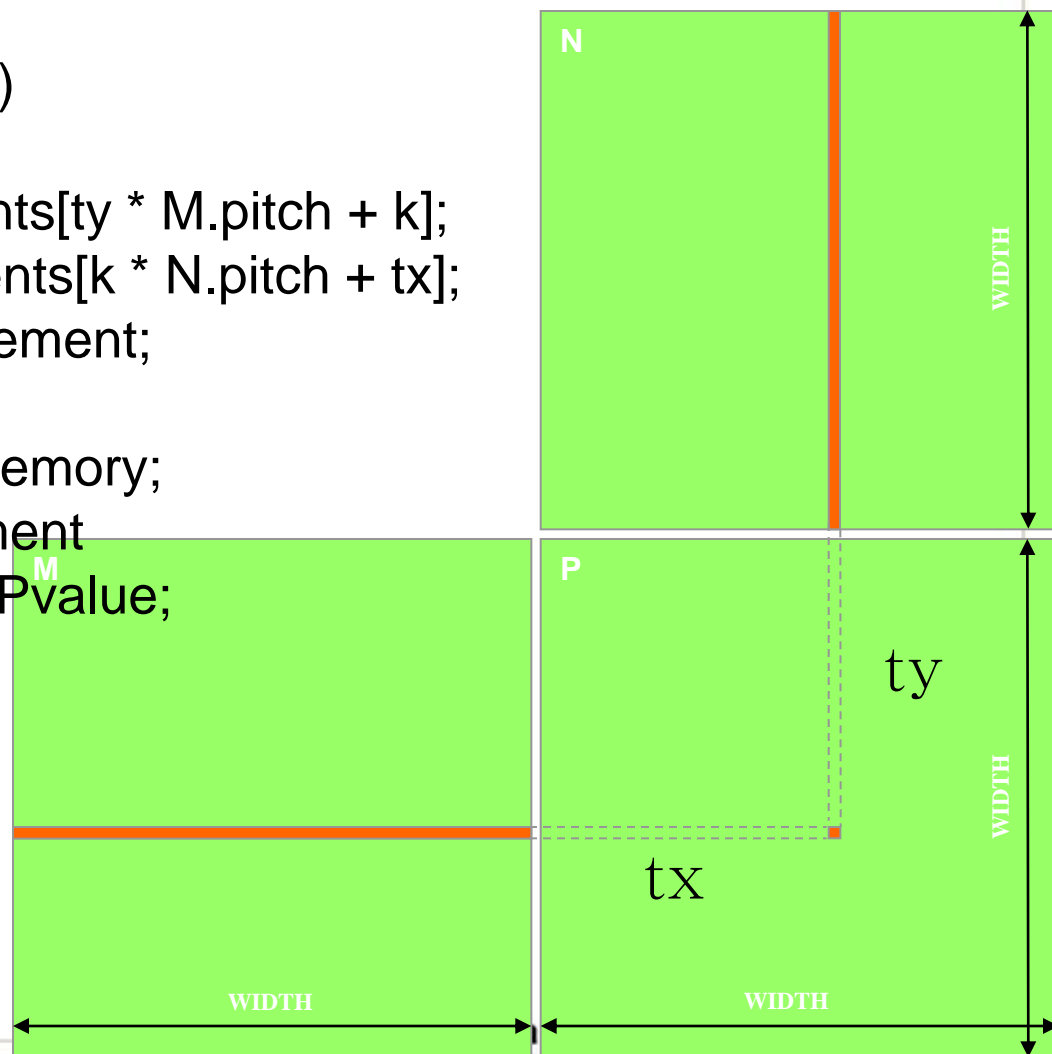 )
nts[ty * M.pitch + k];
ents[k * N.pitch + tx];
ement;
emory;
nent
Pvalue;
N
WIDTH
M
P
ty
WIDTH
tx
WIDTH
WIDTH